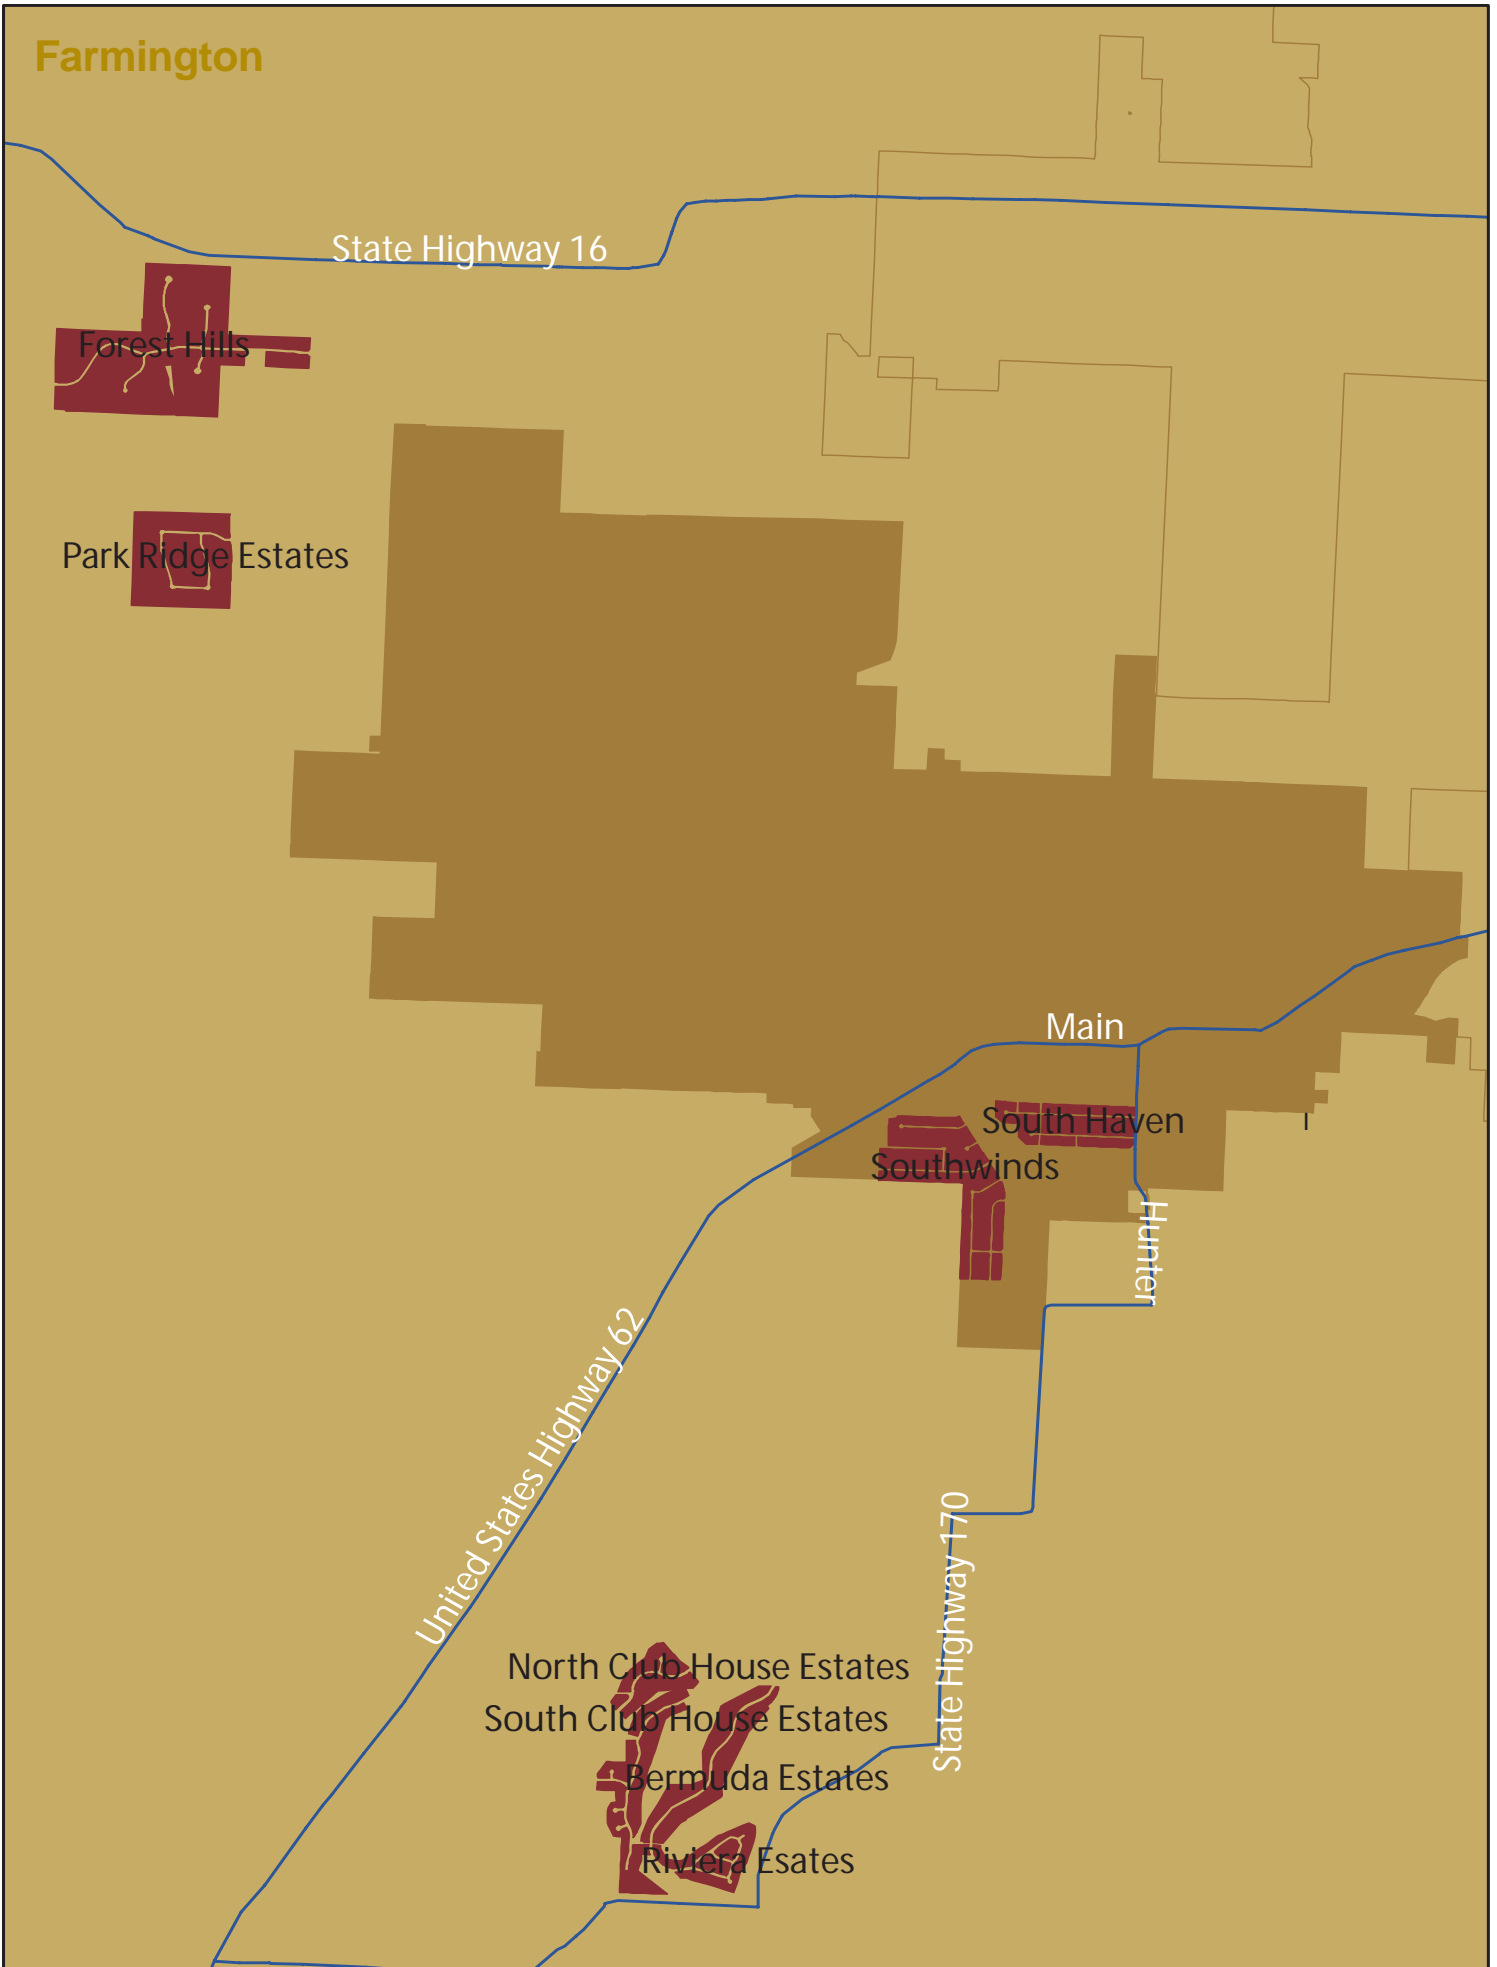 Farmington
State Highway 16
Forest Hills
Park Ridge Estates
Main
South Haven
Southwinds
Hunter
United States Highway 62
State Highway 170
North Club House Estates
South Club House Estates
Bermuda Estates
Riviera Esates